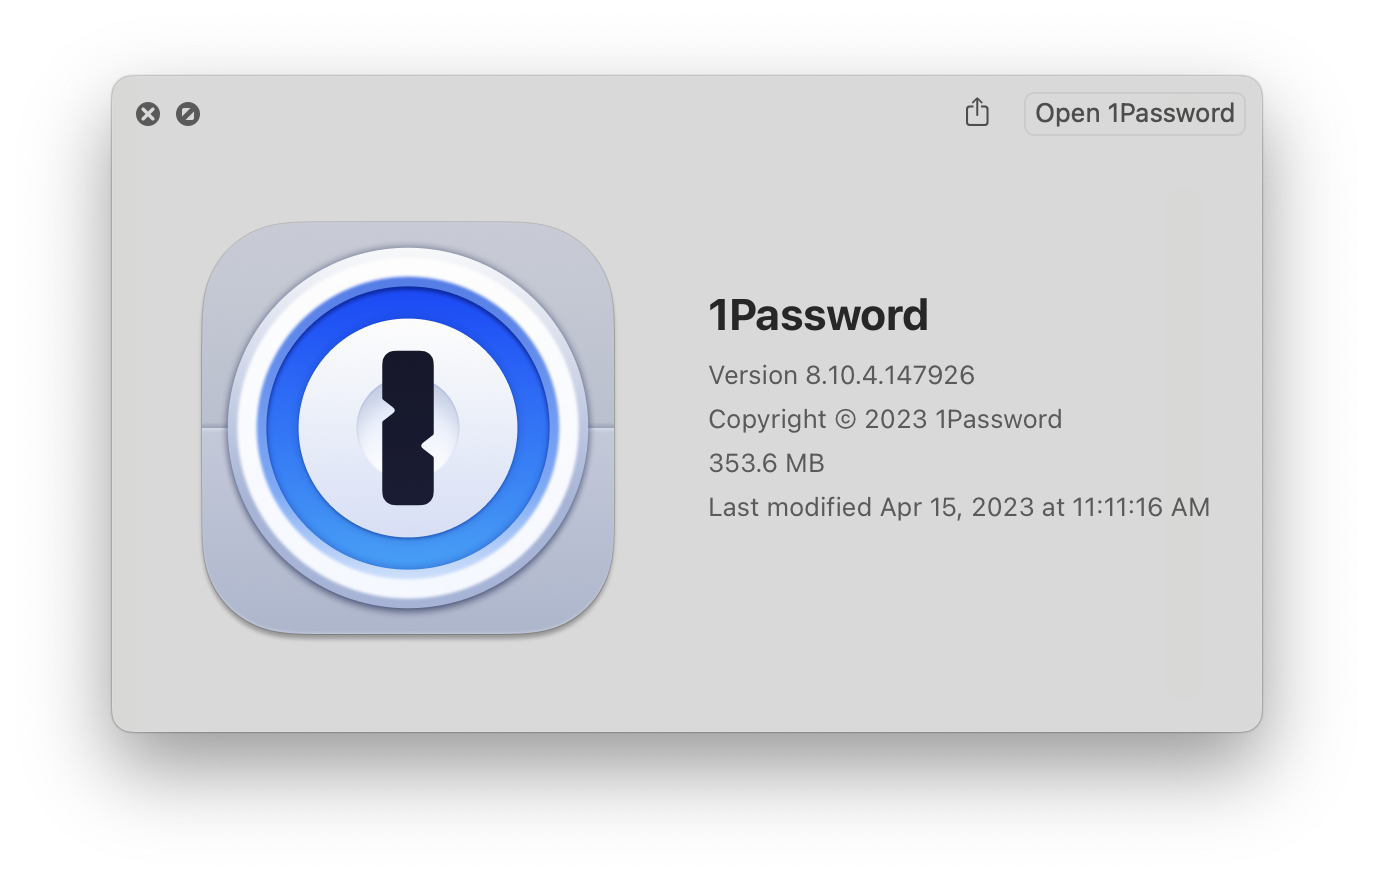 Open 1Password
1Password
Version 8.10.4.147926
Copyright © 2023 1Password
353.6 MB
Last modified Apr 15, 2023 at 11:11:16 AM